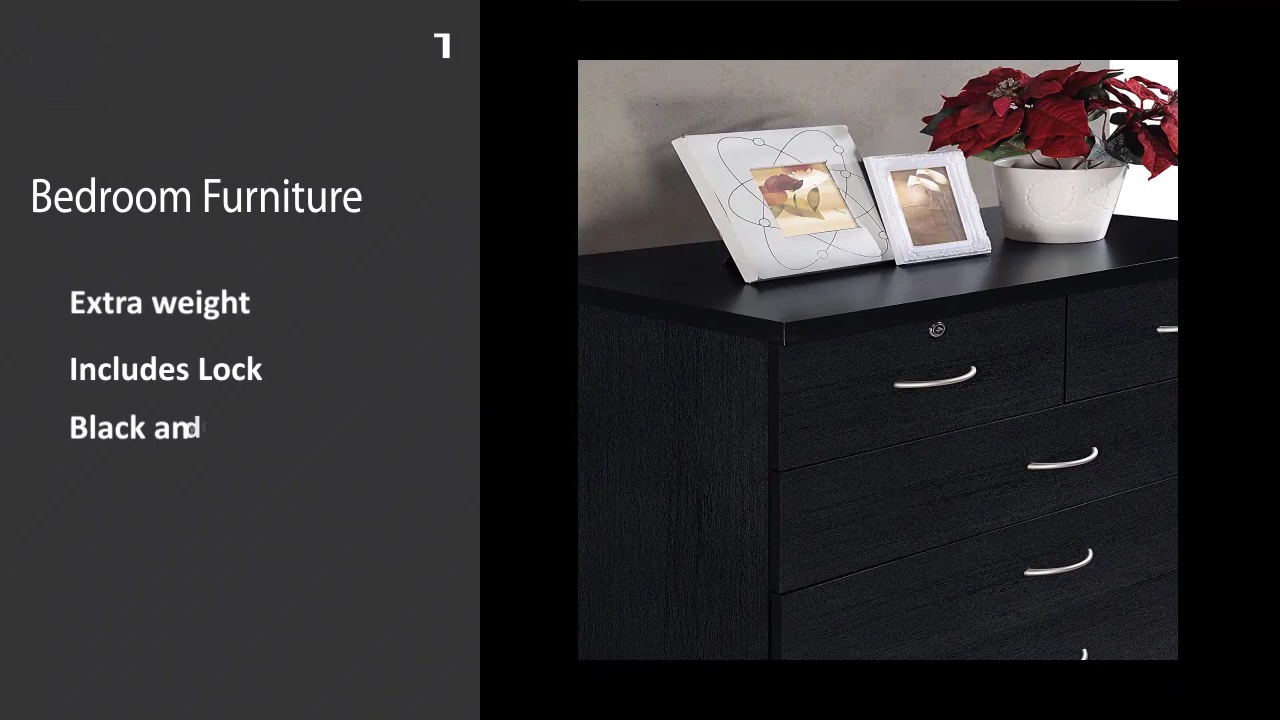 1
Bedroom Furniture
Extra weight
Includes Lock
Black and